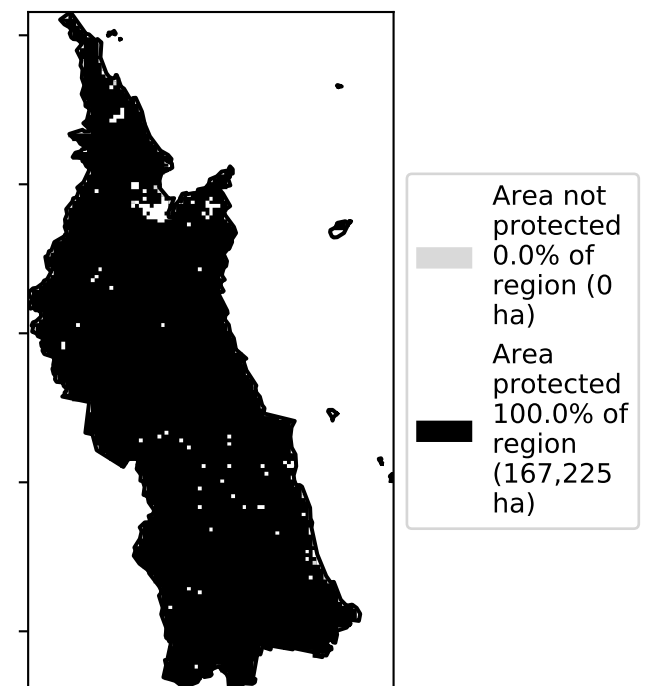 Area not
protected
0.0% of
region (0
ha)
Area
protected
100.0% of
region
(167,225
ha)